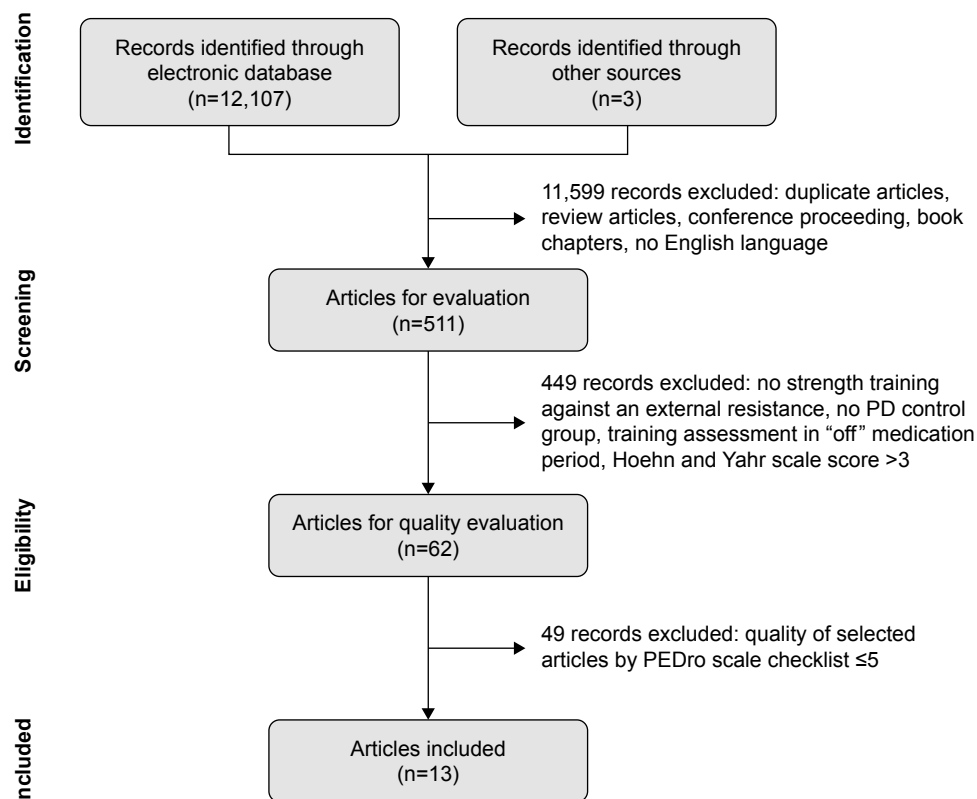 Identification
Records identified through
electronic database
(n=12,107)
Records identified through
other sources
(n=3)
11,599 records excluded: duplicate articles,
review articles, conference proceeding, book
chapters, no English language
Screening
Articles for evaluation
(n=511)
449 records excluded: no strength training
against an external resistance, no PD control
group, training assessment in “off” medication
period, Hoehn and Yahr scale score >3
Eligibility
Articles for quality evaluation
(n=62)
49 records excluded: quality of selected
articles by PEDro scale checklist ≤5
Included
Articles included
(n=13)